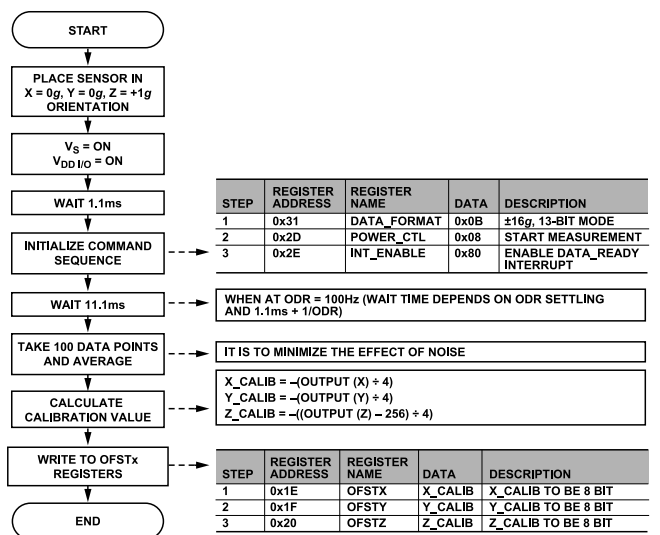 START
PLACE SENSOR IN
X = 0g, Y = 0g, Z = +1g
ORIENTATION
VS = ON
VDD I/O = ON
WAIT 1.1ms
INITIALIZE COMMAND
SEQUENCE
STEP REGISTER ADDRESS REGISTER NAME DATA DESCRIPTION
1 0x31 DATA_FORMAT 0x0B ±16g, 13-BIT MODE
2 0x2D POWER_CTL 0x08 START MEASUREMENT
3 0x2E INT_ENABLE 0x80 ENABLE DATA_READY
INTERRUPT
WAIT 11.1ms
WHEN AT ODR = 100Hz (WAIT TIME DEPENDS ON ODR SETTLING
AND 1.1ms + 1/ODR)
TAKE 100 DATA POINTS
AND AVERAGE
IT IS TO MINIMIZE THE EFFECT OF NOISE
CALCULATE
CALIBRATION VALUE
X_CALIB = –(OUTPUT (X) ÷ 4)
Y_CALIB = –(OUTPUT (Y) ÷ 4)
Z_CALIB = –((OUTPUT (Z) – 256) ÷ 4)
WRITE TO OFSTx
REGISTERS
STEP REGISTER ADDRESS REGISTER NAME DATA DESCRIPTION
1 0x1E OFSTX X_CALIB X_CALIB TO BE 8 BIT
2 0x1F OFSTY Y_CALIB Y_CALIB TO BE 8 BIT
3 0x20 OFSTZ Z_CALIB Z_CALIB TO BE 8 BIT
END